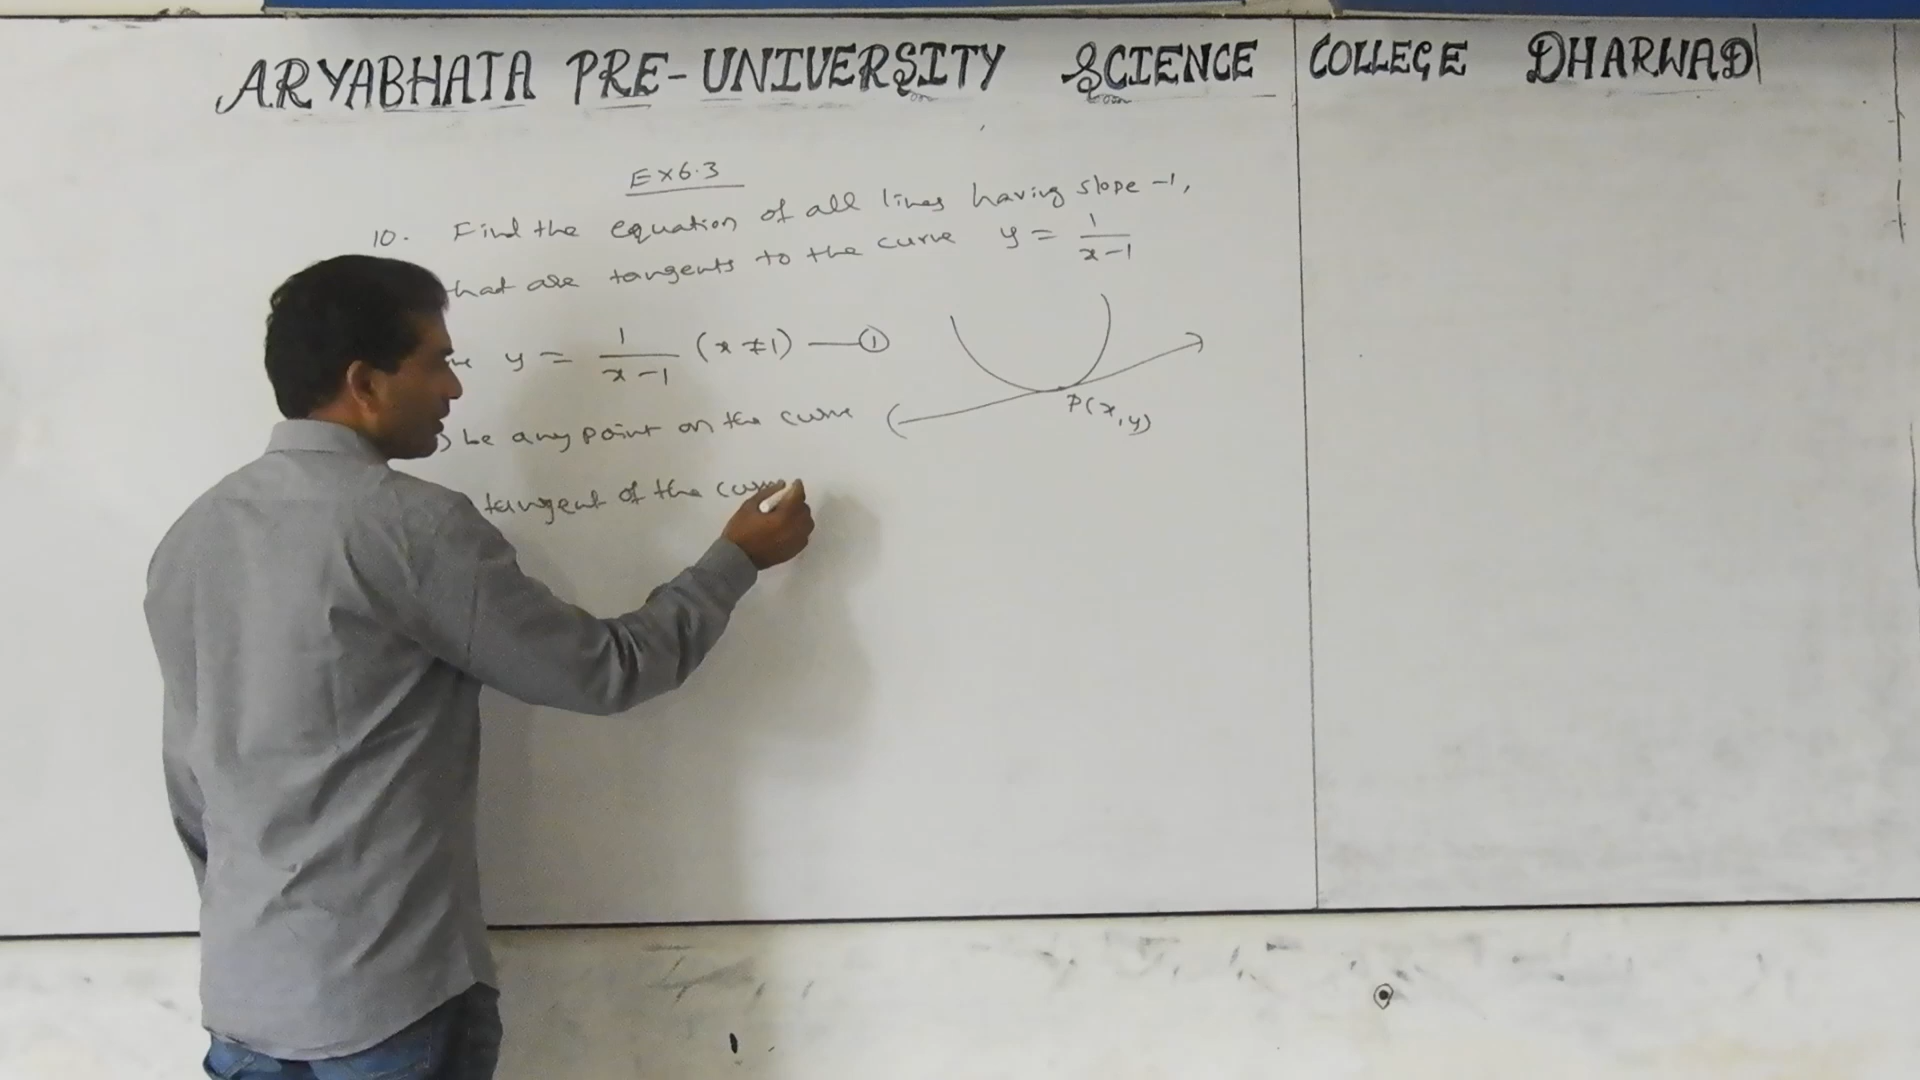 ARYABHATA PRE-UNIVERSITY SCIENCE COLLEGE DHARWAD
Ex 6.3
10. Find the equation of all lines having slope -1,
that are tangents to the curve y = 1/(x-1)
y = 1/(x-1) (x ≠ 1) — ①
) be any point on the curve
P(x,y)
tangent of the curve